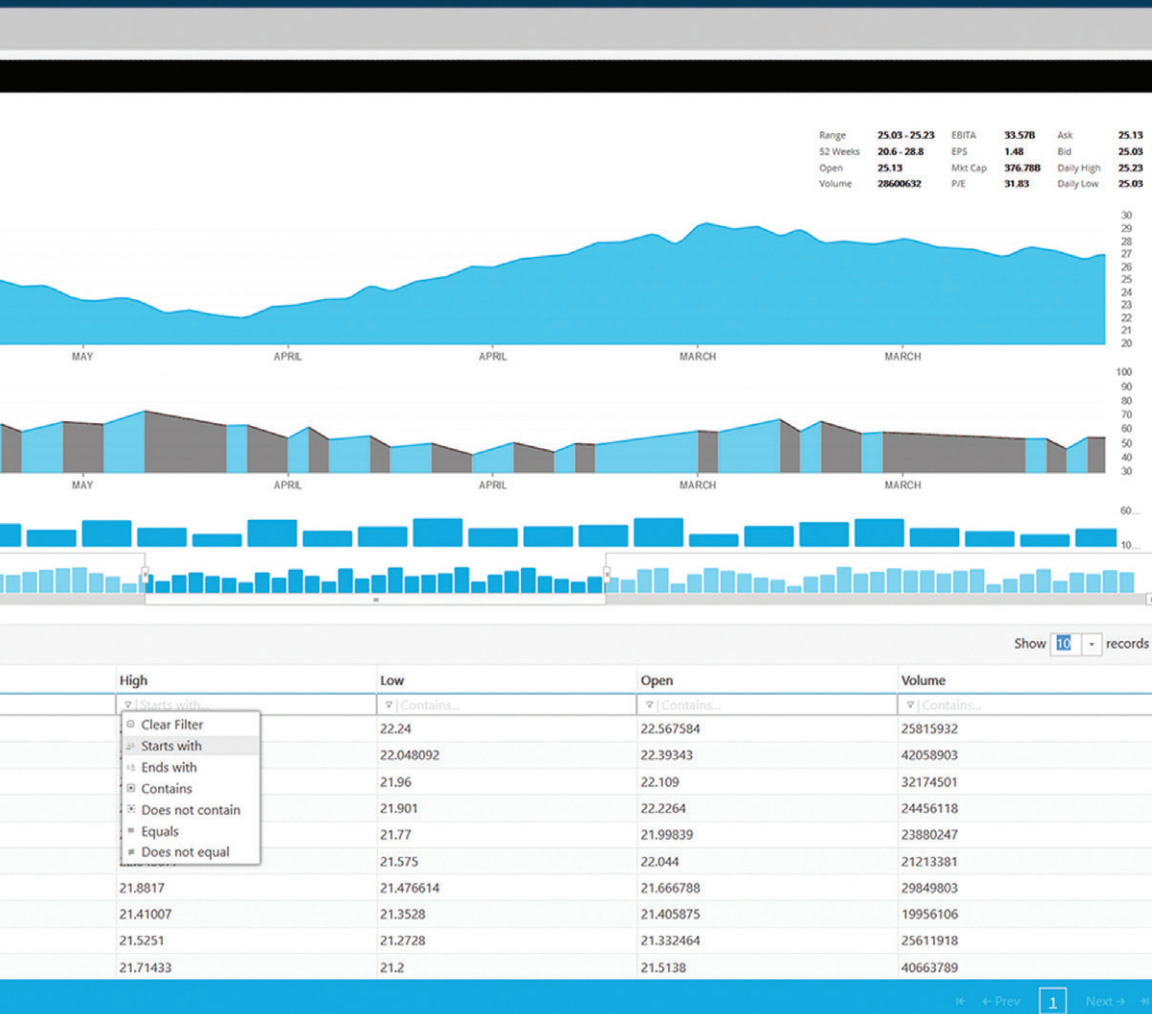 Range 25.03 - 25.23 EBITA 33.57B Ask 25.13
52 Weeks 20.6 - 28.8 EPS 1.48 Bid 25.03
Open 25.13 Mkt Cap 376.78B Daily High 25.23
Volume 28600632 P/E 31.83 Daily Low 25.03
30
29
28
27
26
25
24
23
22
21
20
MAY APRIL APRIL MARCH MARCH
100
90
80
70
60
50
40
30
MAY APRIL APRIL MARCH MARCH
60...
10...
Show 10 records
High Low Open Volume
Starts with... Contains... Contains... Contains...
Clear Filter
Starts with
Ends with
Contains
Does not contain
Equals
Does not equal
22.24 22.567584 25815932
22.048092 22.39343 42058903
21.96 22.109 32174501
21.901 22.2264 24456118
21.77 21.99839 23880247
21.575 22.044 21213381
21.8817 21.476614 21.666788 29849803
21.41007 21.3528 21.405875 19956106
21.5251 21.2728 21.332464 25611918
21.71433 21.2 21.5138 40663789
Prev 1 Next